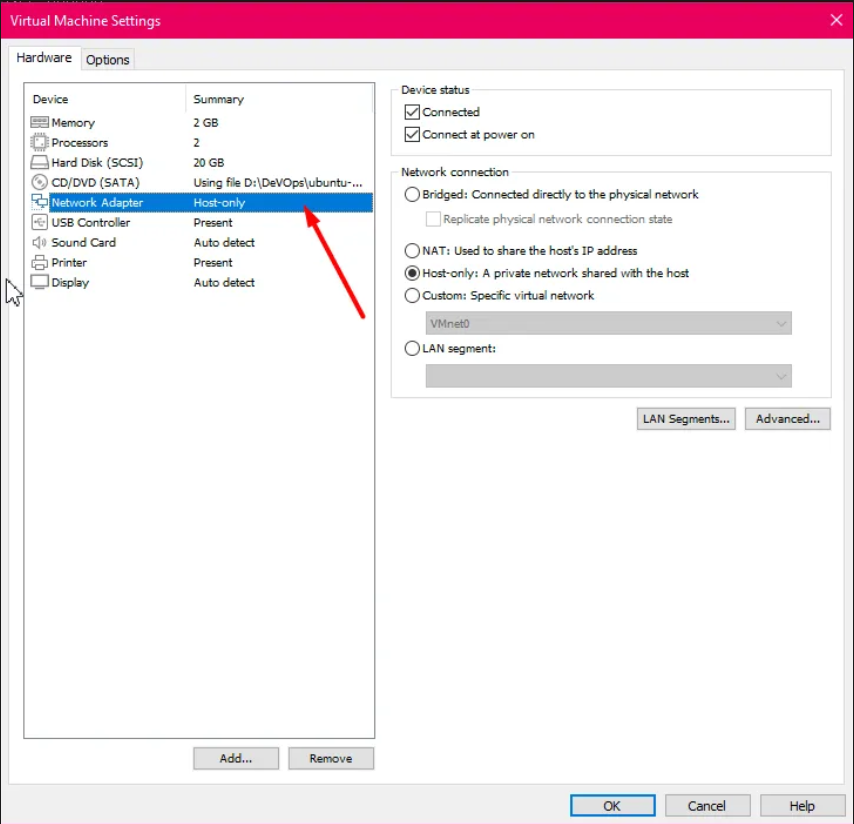 Virtual Machine Settings
Hardware
Options
Device Summary
Memory 2 GB
Processors 2
Hard Disk (SCSI) 20 GB
CD/DVD (SATA) Using file D:\DeVOps\ubuntu-...
Network Adapter Host-only
USB Controller Present
Sound Card Auto detect
Printer Present
Display Auto detect
Add...
Remove
Device status
Connected
Connect at power on
Network connection
Bridged: Connected directly to the physical network
Replicate physical network connection state
NAT: Used to share the host's IP address
Host-only: A private network shared with the host
Custom: Specific virtual network
VMnet0
LAN segment:
LAN Segments...
Advanced...
OK
Cancel
Help